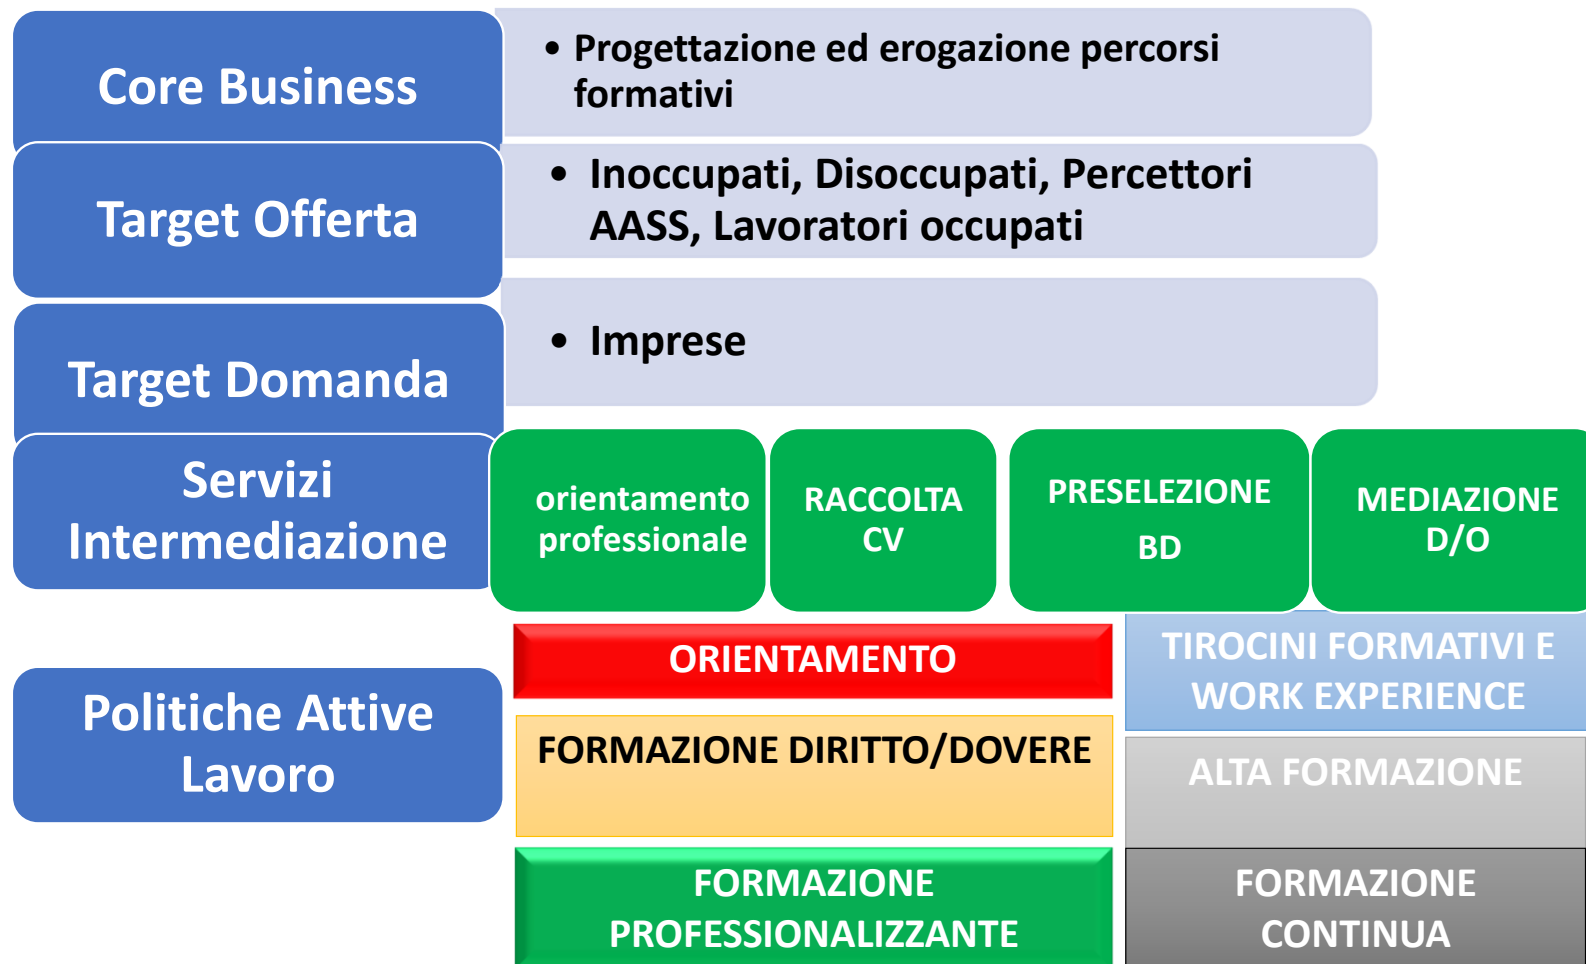 Core Business
• Progettazione ed erogazione percorsi
formativi
Target Offerta
• Inoccupati, Disoccupati, Percettori
AASS, Lavoratori occupati
Target Domanda
• Imprese
Servizi
Intermediazione
orientamento
professionale
RACCOLTA
CV
PRESELEZIONE
BD
MEDIAZIONE
D/O
Politiche Attive
Lavoro
ORIENTAMENTO
TIROCINI FORMATIVI E
WORK EXPERIENCE
FORMAZIONE DIRITTO/DOVERE
ALTA FORMAZIONE
FORMAZIONE
PROFESSIONALIZZANTE
FORMAZIONE
CONTINUA